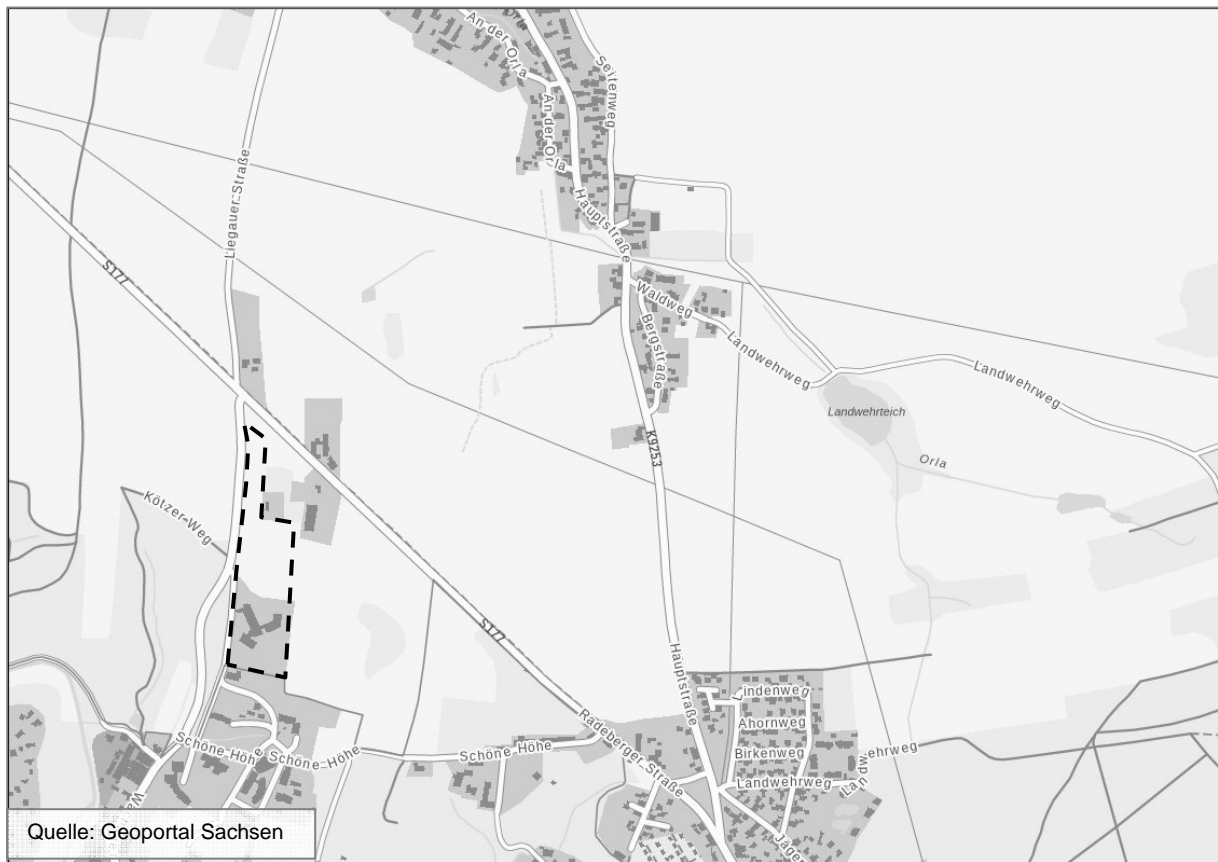 Orla
An der Orla
Seitenweg
An der Orla
Liegauer Straße
Hauptstraße
S177
Waldweg
Bergstraße
Landwehrweg
Landwehrweg
Landwehrteich
K9253
Orla
Kötzer-Weg
S177
Hauptstraße
Lindenweg
Radeberger-Straße
Ahornweg
Schöne-Höhe
Schöne-Höhe
Schöne-Höhe
Birkenweg
Landwehrweg
Landwehrweg
Jäger
Quelle: Geoportal Sachsen